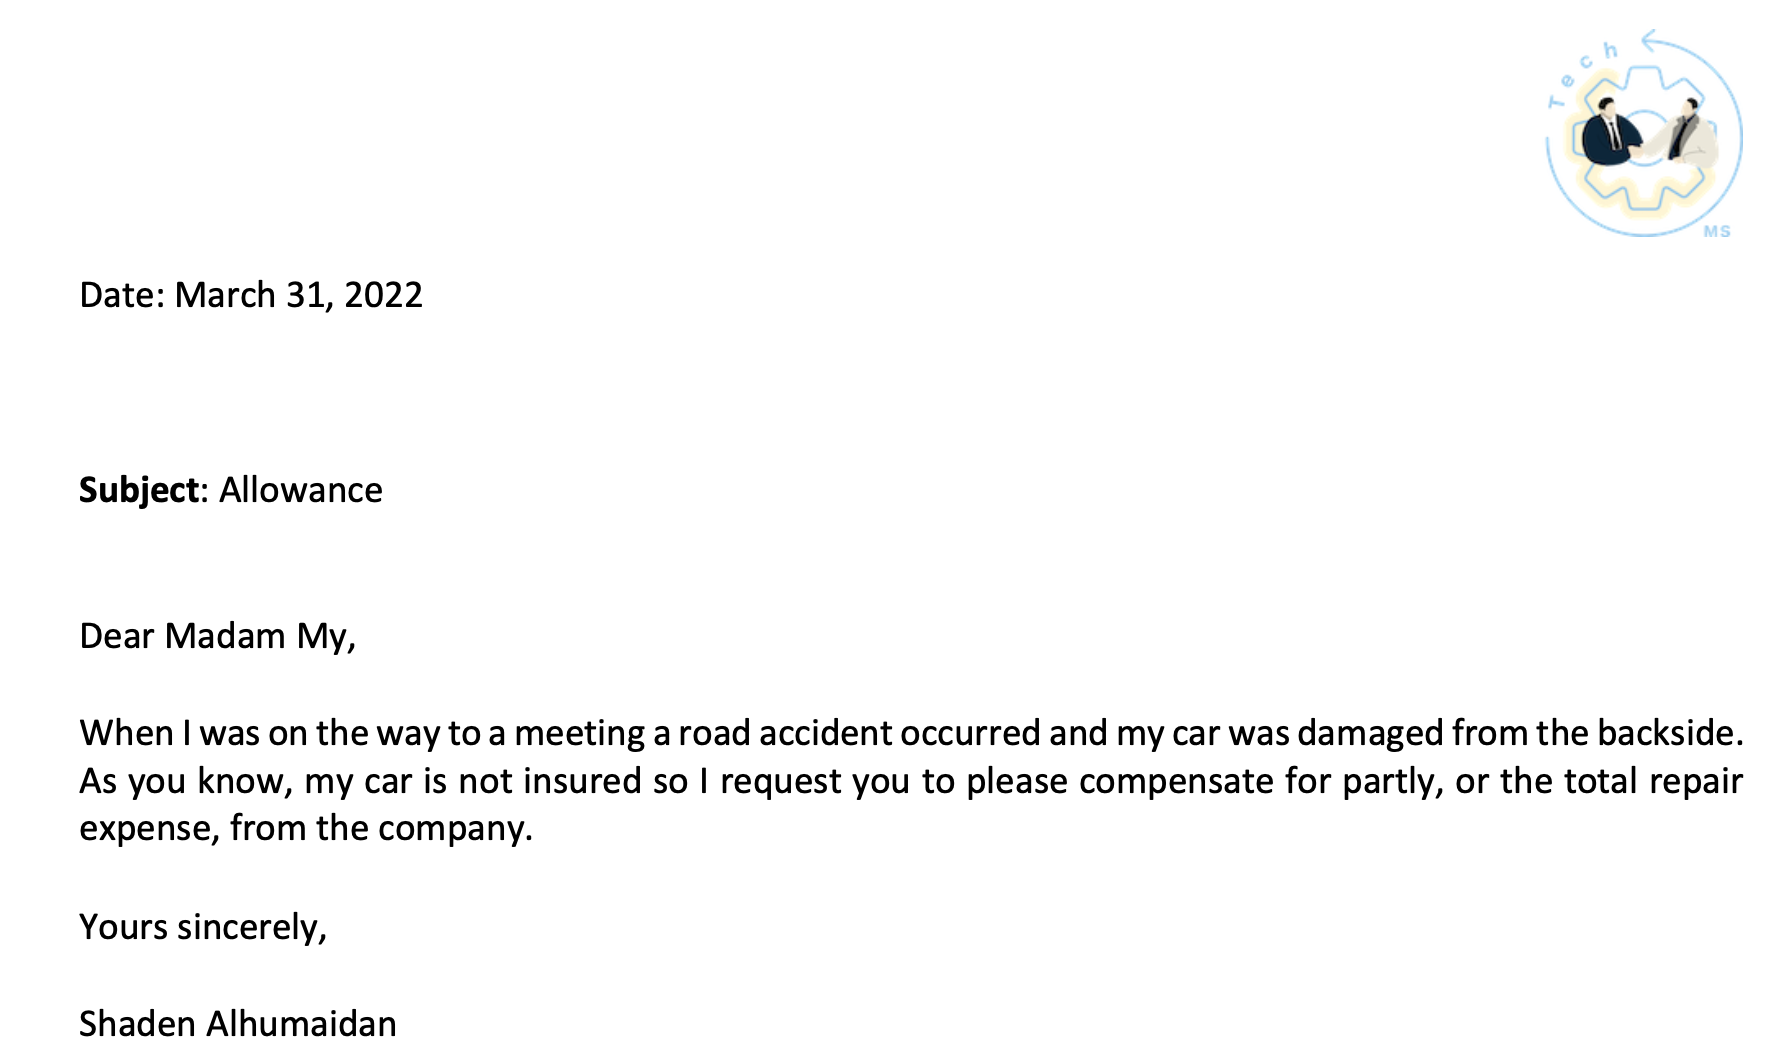 Tech
MS
Date: March 31, 2022
Subject: Allowance
Dear Madam My,
When I was on the way to a meeting a road accident occurred and my car was damaged from the backside.
As you know, my car is not insured so I request you to please compensate for partly, or the total repair
expense, from the company.
Yours sincerely,
Shaden Alhumaidan